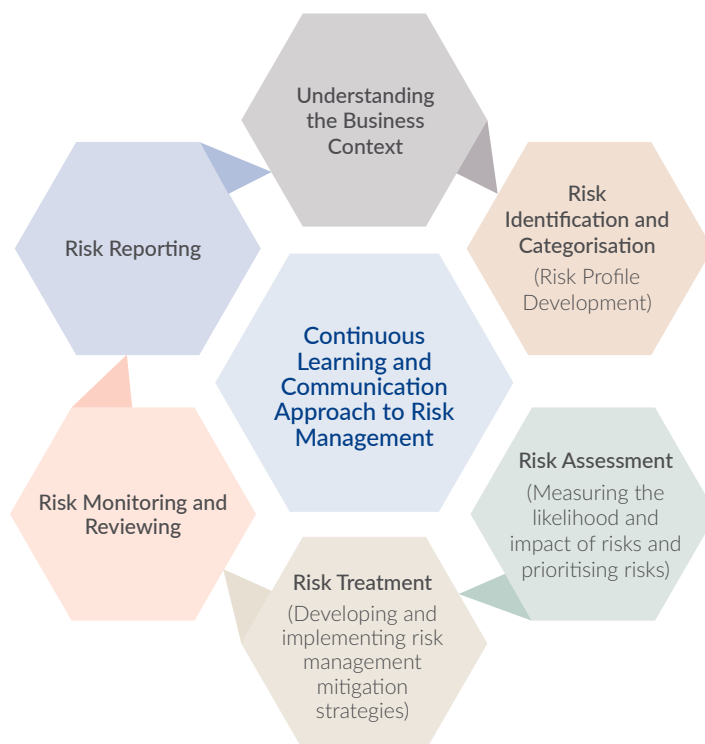 Understanding
the Business
Context
Risk
Identification and
Categorisation
(Risk Profile
Development)
Risk Assessment
(Measuring the
likelihood and
impact of risks and
prioritising risks)
Risk Treatment
(Developing and
implementing risk
management
mitigation
strategies)
Risk Monitoring and
Reviewing
Risk Reporting
Continuous
Learning and
Communication
Approach to Risk
Management